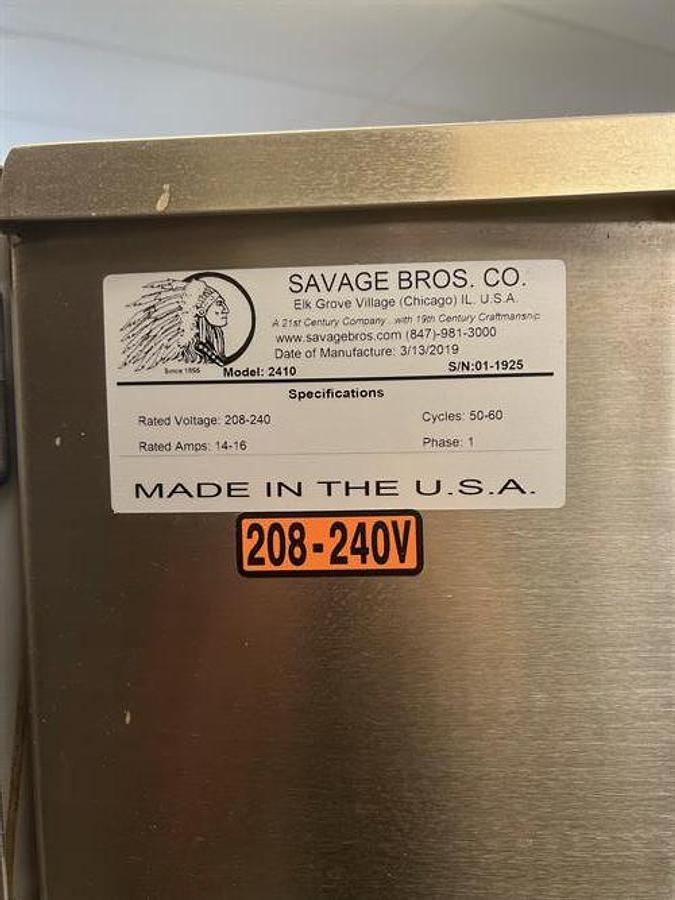 SAVAGE BROS. CO.
Elk Grove Village (Chicago) IL. U.S.A.
A 21st Century Company...with 19th Century Craftmanship
www.savagebros.com (847)-981-3000
Date of Manufacture: 3/13/2019
Since 1855
Model: 2410 S/N:01-1925
Specifications
Rated Voltage: 208-240 Cycles: 50-60
Rated Amps: 14-16 Phase: 1
MADE IN THE U.S.A.
208-240V